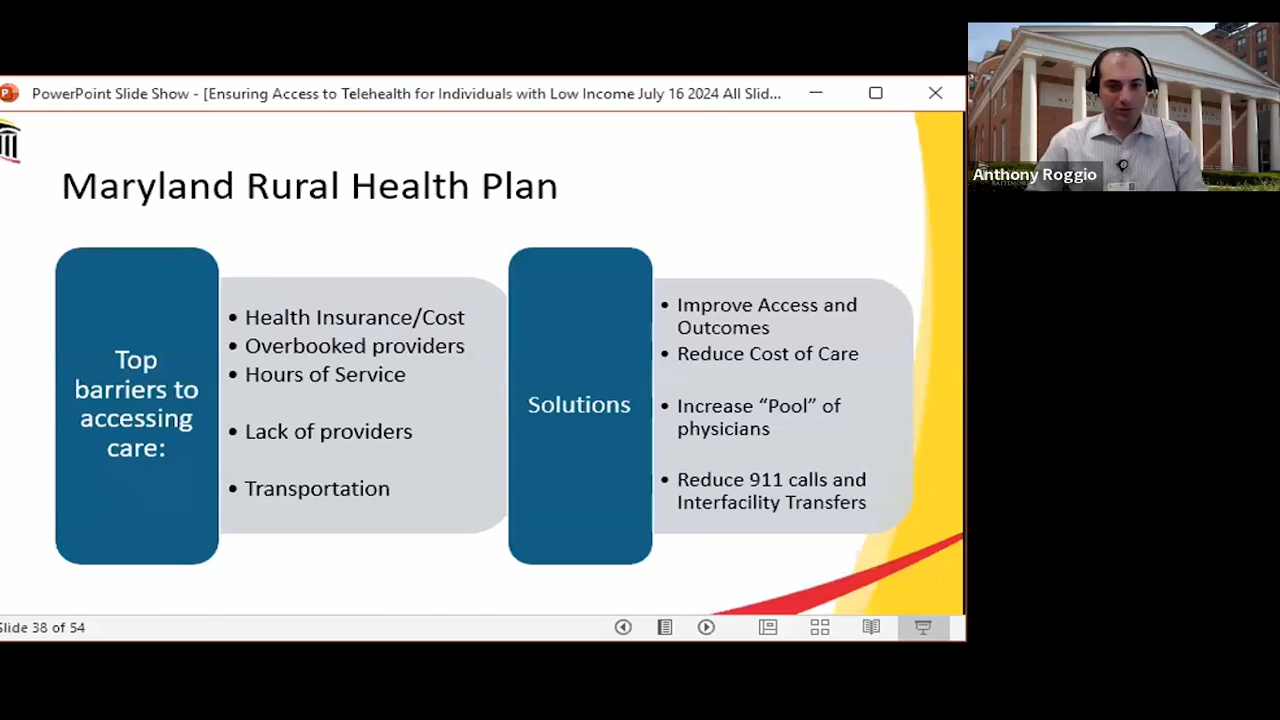 PowerPoint Slide Show - [Ensuring Access to Telehealth for Individuals with Low Income July 16 2024 All Slid...
Maryland Rural Health Plan
Top
barriers to
accessing
care:
• Health Insurance/Cost
• Overbooked providers
• Hours of Service
• Lack of providers
• Transportation
Solutions
• Improve Access and
Outcomes
• Reduce Cost of Care
• Increase “Pool” of
physicians
• Reduce 911 calls and
Interfacility Transfers
Slide 38 of 54
Anthony Roggio